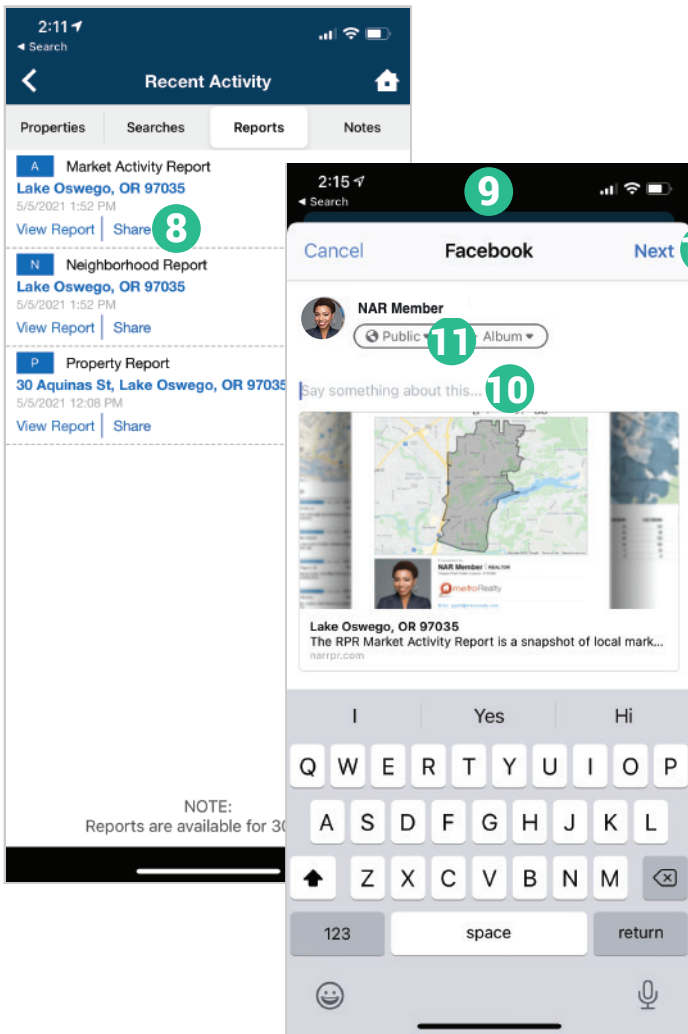 2:11
◄ Search
Recent Activity
Properties Searches Reports Notes
A Market Activity Report
Lake Oswego, OR 97035
5/5/2021 1:52 PM
View Report Share
8
N Neighborhood Report
Lake Oswego, OR 97035
5/5/2021 1:52 PM
View Report Share
P Property Report
30 Aquinas St, Lake Oswego, OR 97035
5/5/2021 12:08 PM
View Report Share
NOTE:
Reports are available for 30
2:15
◄ Search
9
Cancel Facebook Next
NAR Member
Public Album
11
Say something about this...
10
NAR Member REALTOR
metroRealty
Lake Oswego, OR 97035
The RPR Market Activity Report is a snapshot of local mark...
narrpr.com
I Yes Hi
Q W E R T Y U I O P
A S D F G H J K L
Z X C V B N M
123 space return